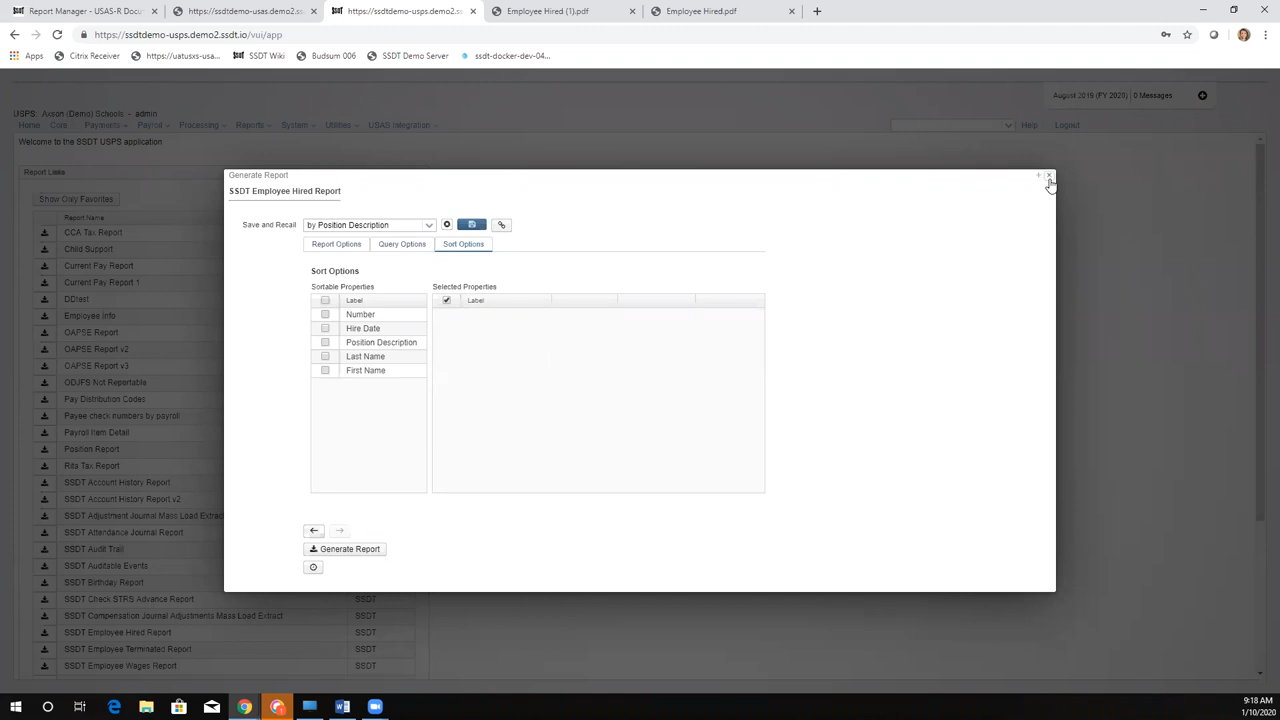 Report Manager - USAS-R Docu
https://ssdtdemo-usas.demo2.s
https://ssdtdemo-usps.demo2.s
Employee Hired (1).pdf
Employee Hired.pdf
https://ssdtdemo-usps.demo2.ssdt.io/vui/app
Apps
Citrix Receiver
https://uatusxs-usa...
SSDT Wiki
Budsum 006
SSDT Demo Server
ssdt-docker-dev-04...
August 2019 (FY 2020) | 0 Messages
USPS: Axson (Demo) Schools - admin
Home Core Payments Payroll Processing Reports System Utilities USAS Integration Help Logout
Welcome to the SSDT USPS application
Report Links
Show Only Favorites
Report Name
CCA Tax Report
Child Support
Current Pay Report
Current Pay Report 1
DDtest
Employee Info
OAPSE Report
OAPSE Report v2
OAPSE Report v3
ODJFS Not Reportable
Pay Distribution Codes
Payee check numbers by payroll
Payroll Item Detail
Position Report
Rita Tax Report
SSDT Account History Report
SSDT Account History Report v2
SSDT Adjustment Journal Mass Load Extract
SSDT Attendance Journal Report
SSDT Audit Trail
SSDT Auditable Events
SSDT Birthday Report
SSDT Check STRS Advance Report
SSDT Compensation Journal Adjustments Mass Load Extract SSDT
SSDT Employee Hired Report SSDT
SSDT Employee Terminated Report SSDT
SSDT Employee Wages Report SSDT
Generate Report
SSDT Employee Hired Report
Save and Recall by Position Description
Report Options Query Options Sort Options
Sort Options
Sortable Properties Selected Properties
Label Label
Number
Hire Date
Position Description
Last Name
First Name
Generate Report
9:18 AM
1/10/2020